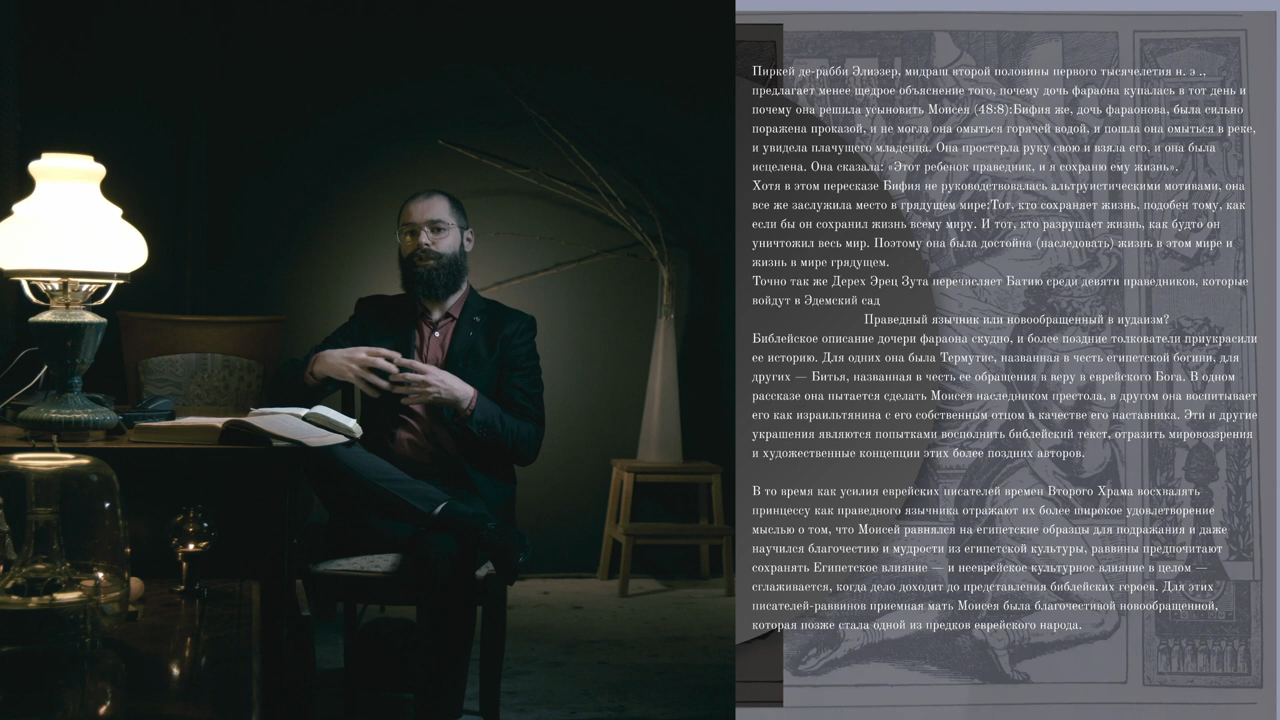 Пиркей де-рабби Элиэзер, мидраш второй половины первого тысячелетия н. э .,
предлагает менее щедрое объяснение того, почему дочь фараона купалась в тот день и
почему она решила усыновить Моисея (48:8):Бифия же, дочь фараонова, была сильно
поражена проказой, и не могла она омыться горячей водой, и пошла она омыться в реке,
и увидела плачущего младенца. Она простерла руку свою и взяла его, и она была
исцелена. Она сказала: «Этот ребенок праведник, и я сохраню ему жизнь».
Хотя в этом пересказе Бифия не руководствовалась альтруистическими мотивами, она
все же заслужила место в грядущем мире:Тот, кто сохраняет жизнь, подобен тому, как
если бы он сохранил жизнь всему миру. И тот, кто разрушает жизнь, как будто он
уничтожил весь мир. Поэтому она была достойна (наследовать) жизнь в этом мире и
жизнь в мире грядущем.
Точно так же Дерех Эрец Зута перечисляет Батию среди девяти праведников, которые
войдут в Эдемский сад
Праведный язычник или новообращенный в иудаизм?
Библейское описание дочери фараона скудно, и более поздние толкователи приукрасили
ее историю. Для одних она была Термутис, названная в честь египетской богини, для
других — Битья, названная в честь ее обращения в веру в еврейского Бога. В одном
рассказе она пытается сделать Моисея наследником престола, в другом она воспитывает
его как израильтянина с его собственным отцом в качестве его наставника. Эти и другие
украшения являются попытками восполнить библейский текст, отразить мировоззрения
и художественные концепции этих более поздних авторов.
В то время как усилия еврейских писателей времен Второго Храма восхвалять
принцессу как праведного язычника отражают их более широкое удовлетворение
мыслью о том, что Моисей равнялся на египетские образцы для подражания и даже
научился благочестию и мудрости из египетской культуры, раввины предпочитают
сохранять Египетское влияние — и нееврейское культурное влияние в целом —
сглаживается, когда дело доходит до представления библейских героев. Для этих
писателей-раввинов приемная мать Моисея была благочестивой новообращенной,
которая позже стала одной из предков еврейского народа.